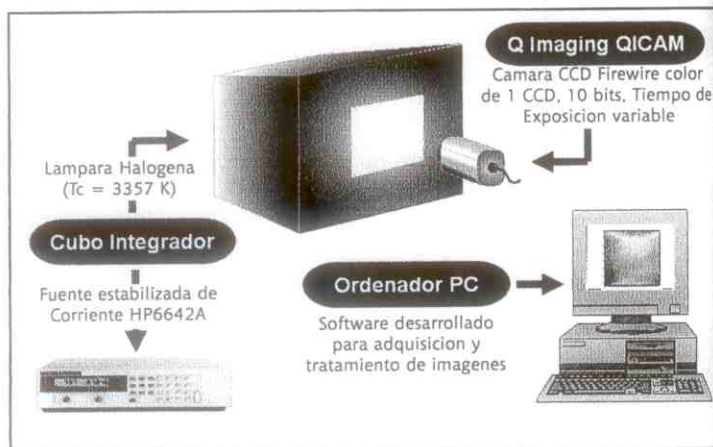 Q Imaging QICAM
Camara CCD Firewire color
de 1 CCD, 10 bits, Tiempo de
Exposicion variable
Lampara Halogena
(Tc = 3357 K)
Cubo Integrador
Fuente estabilizada de
Corriente HP6642A
Ordenador PC
Software desarrollado
para adquisicion y
tratamiento de imagenes